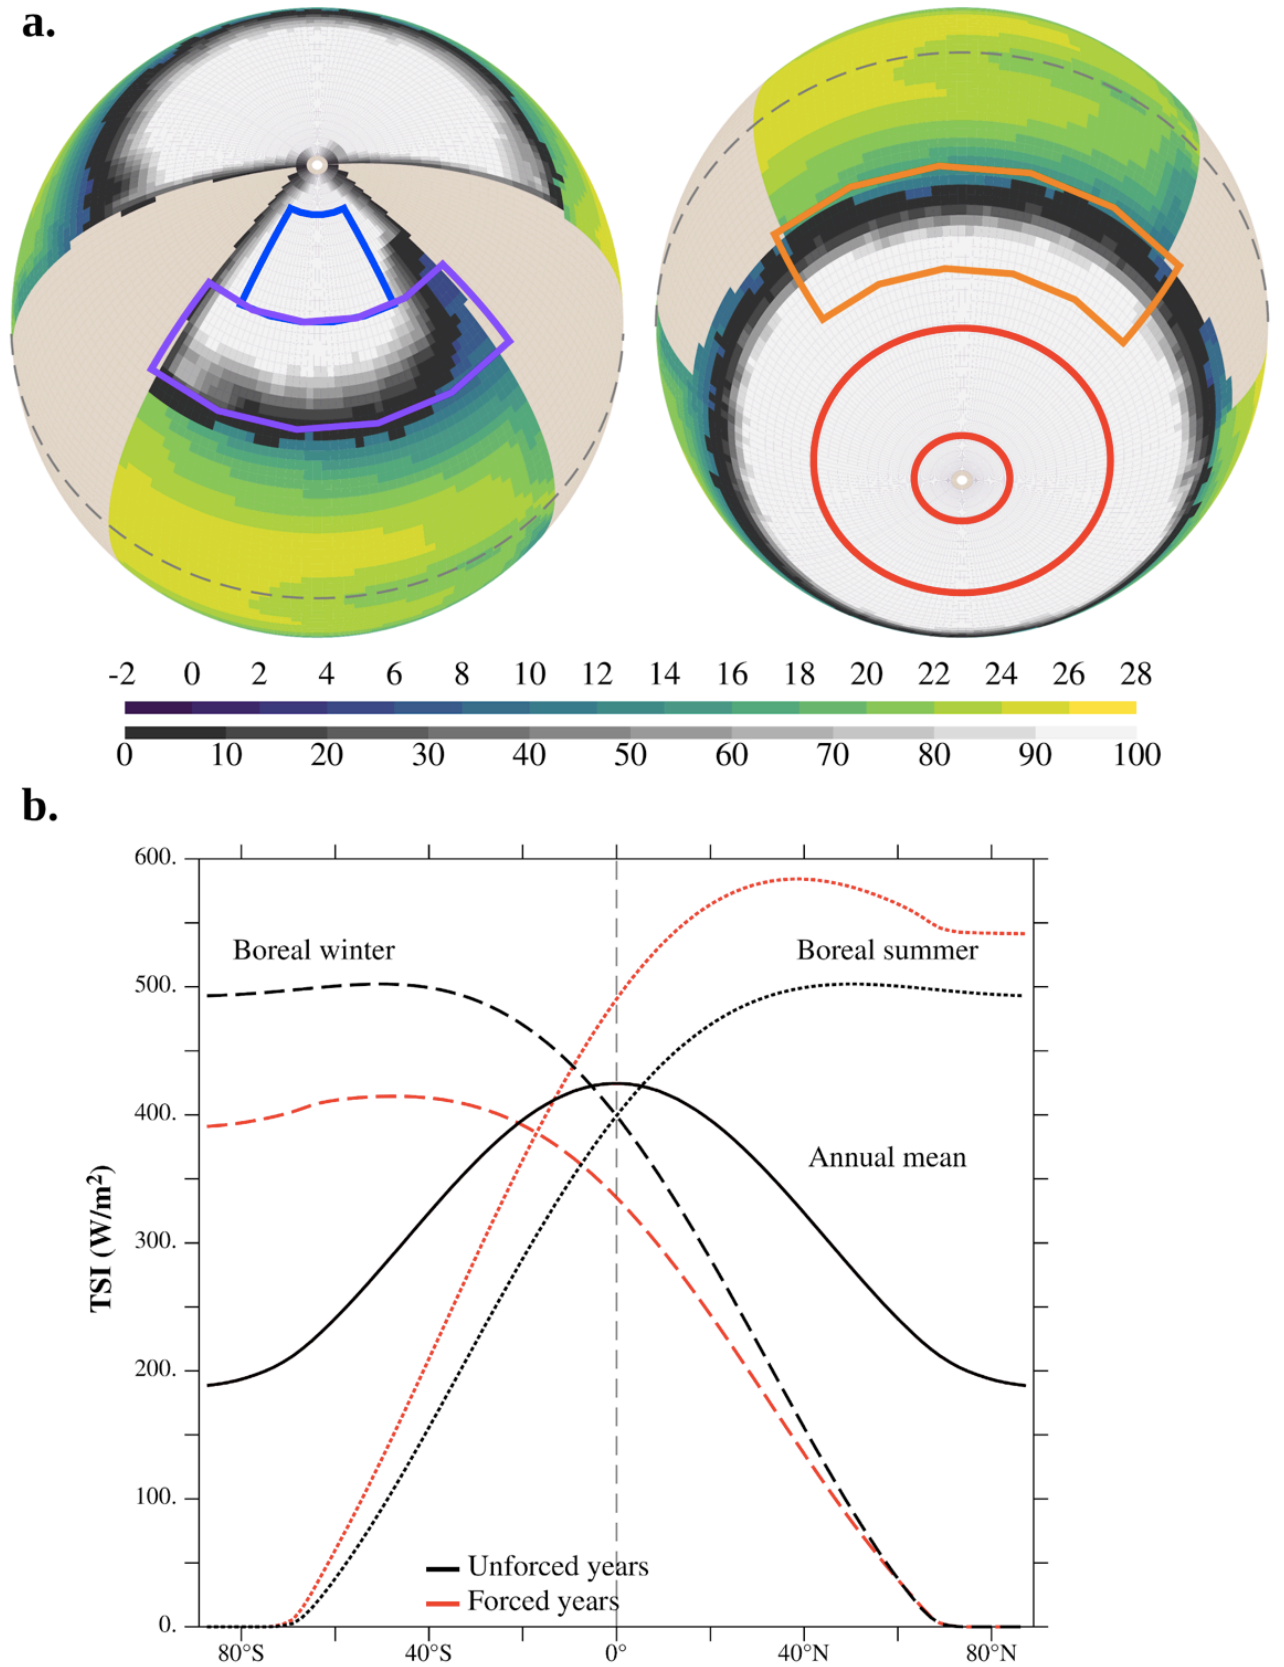 a.
-2 0 2 4 6 8 10 12 14 16 18 20 22 24 26 28
0 10 20 30 40 50 60 70 80 90 100
b.
600.
Boreal winter
Boreal summer
500.
400.
Annual mean
TSI (W/m²)
300.
200.
100.
Unforced years
Forced years
0.
80°S 40°S 0° 40°N 80°N